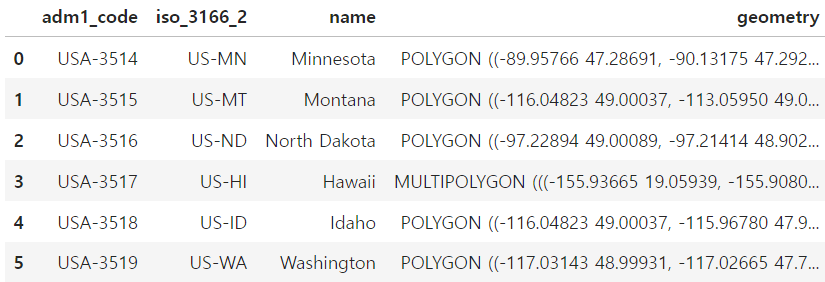 adm1_code iso_3166_2 name geometry
0 USA-3514 US-MN Minnesota POLYGON ((-89.95766 47.28691, -90.13175 47.292...
1 USA-3515 US-MT Montana POLYGON ((-116.04823 49.00037, -113.05950 49.0...
2 USA-3516 US-ND North Dakota POLYGON ((-97.22894 49.00089, -97.21414 48.902...
3 USA-3517 US-HI Hawaii MULTIPOLYGON (((-155.93665 19.05939, -155.9080...
4 USA-3518 US-ID Idaho POLYGON ((-116.04823 49.00037, -115.96780 47.9...
5 USA-3519 US-WA Washington POLYGON ((-117.03143 48.99931, -117.02665 47.7...